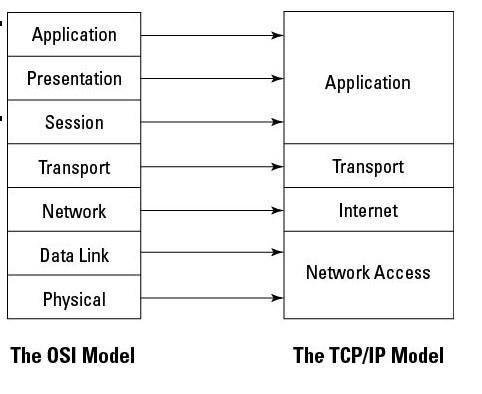 Application
Presentation
Session
Transport
Network
Data Link
Physical
The OSI Model
Application
Transport
Internet
Network Access
The TCP/IP Model